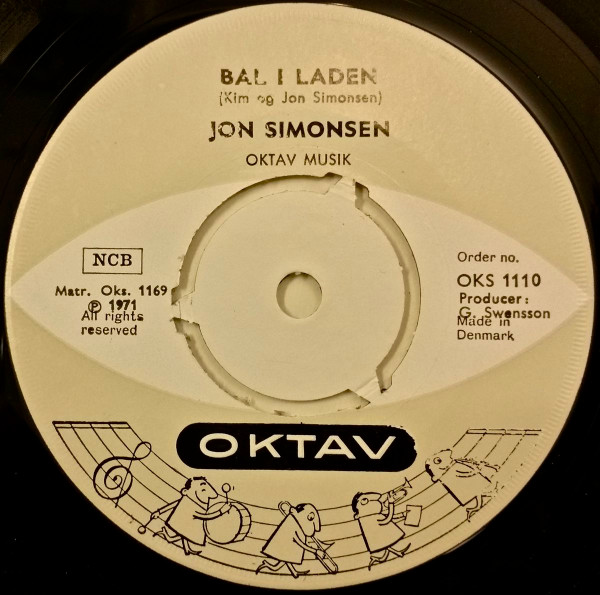 BAL I LADEN
(Kim og Jon Simonsen)
JON SIMONSEN
OKTAV MUSIK
NCB
Matr. Oks. 1169
℗ 1971
All rights
reserved
Order no.
OKS 1110
Producer:
G. Swensson
Made in
Denmark
OKTAV